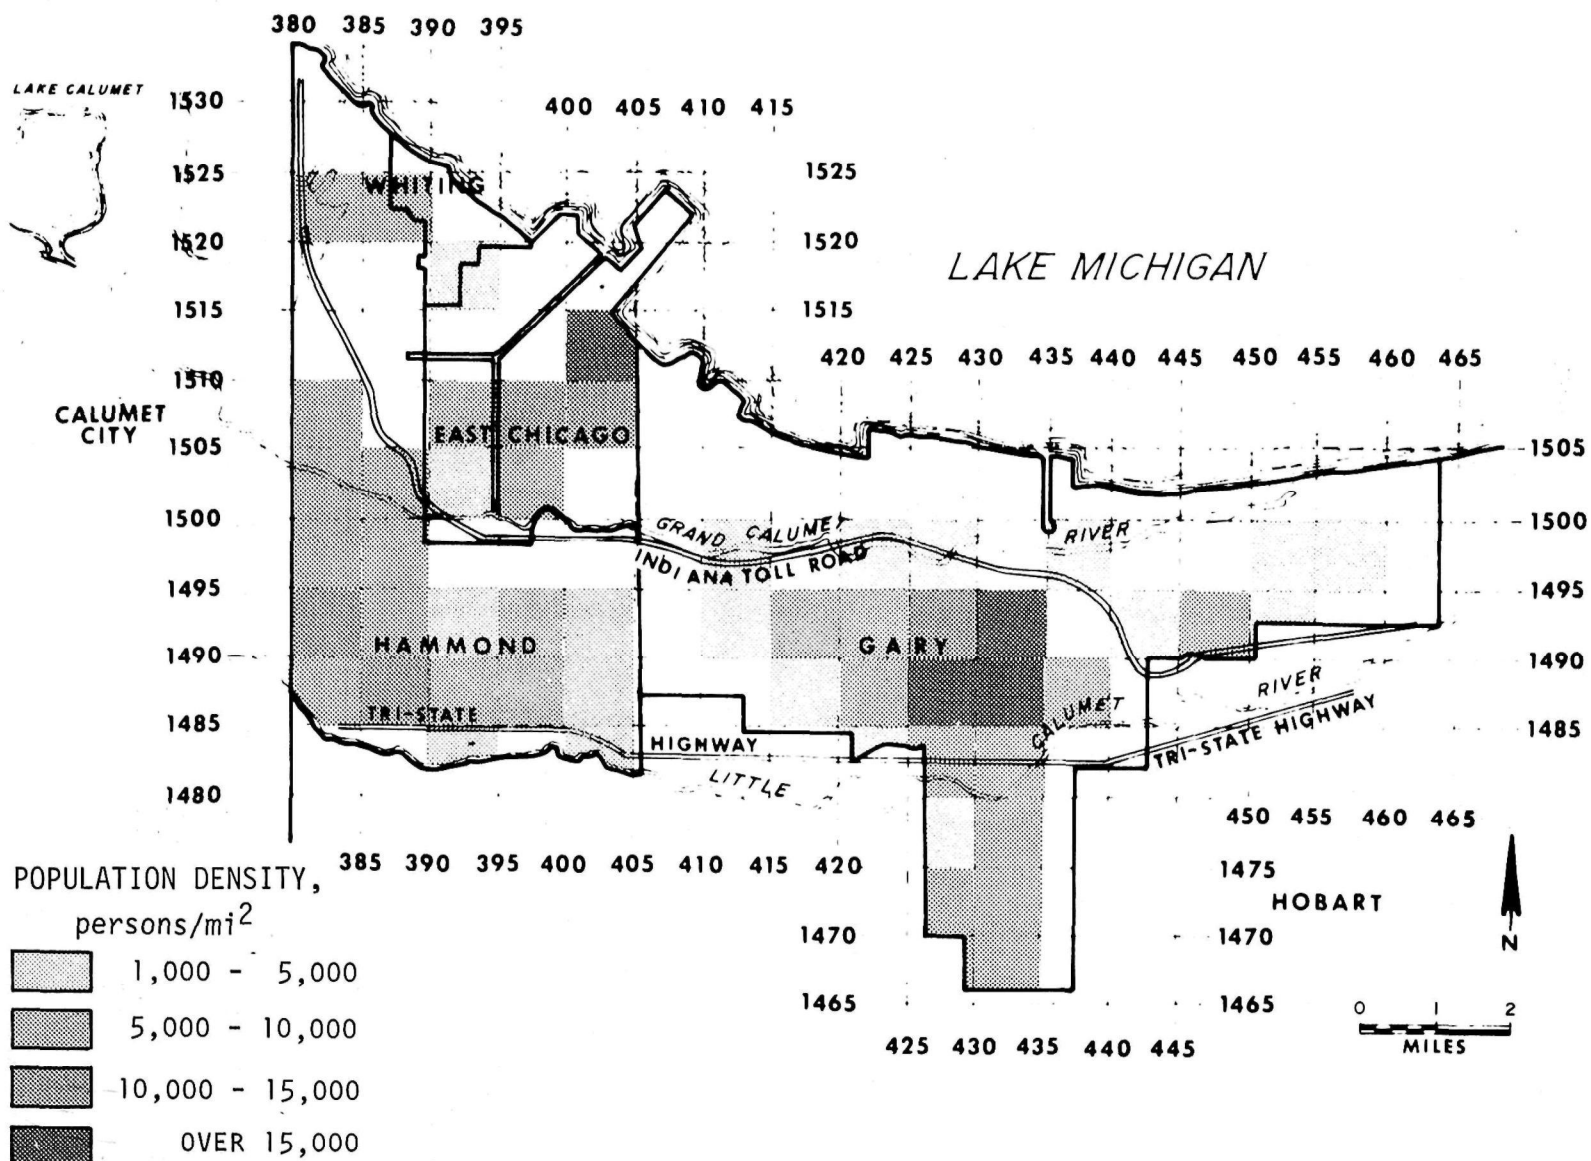 380 385 390 395
LAKE CALUMET
1530
400 405 410 415
1525
WHITING
1525
1520
1520
LAKE MICHIGAN
1515
1515
420 425 430 435 440 445 450 455 460 465
1510
CALUMET
CITY
EAST CHICAGO
1505
1505
1500
GRAND CALUMET
RIVER
1500
INDIANA TOLL ROAD
1495
1495
HAMMOND
GARY
1490
1490
RIVER
TRI-STATE
CALUMET
1485
HIGHWAY
TRI-STATE HIGHWAY
1485
LITTLE
1480
450 455 460 465
385 390 395 400 405 410 415 420
1475
HOBART
POPULATION DENSITY,
persons/mi2
1470
1470
N
1,000 - 5,000
1465
1465
0 1 2
MILES
5,000 - 10,000
425 430 435 440 445
10,000 - 15,000
OVER 15,000